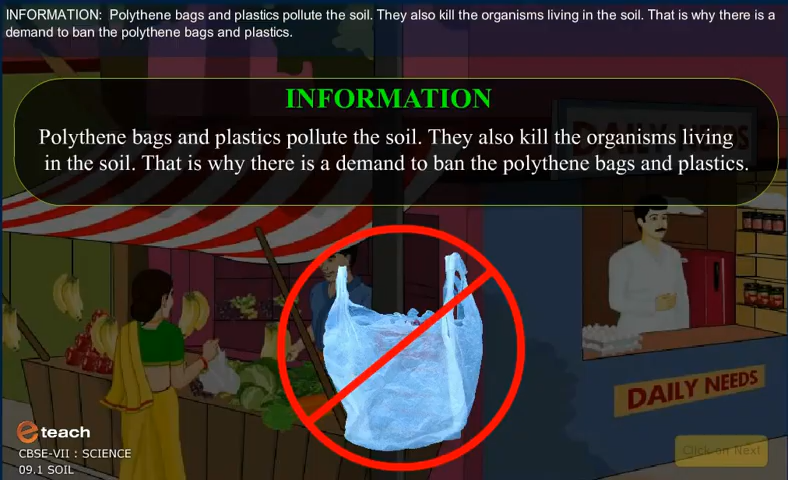 INFORMATION: Polythene bags and plastics pollute the soil. They also kill the organisms living in the soil. That is why there is a
demand to ban the polythene bags and plastics.
INFORMATION
Polythene bags and plastics pollute the soil. They also kill the organisms living
in the soil. That is why there is a demand to ban the polythene bags and plastics.
DAILY NEEDS
DAILY NEEDS
e teach
CBSE-VII : SCIENCE
09.1 SOIL
Click on Next